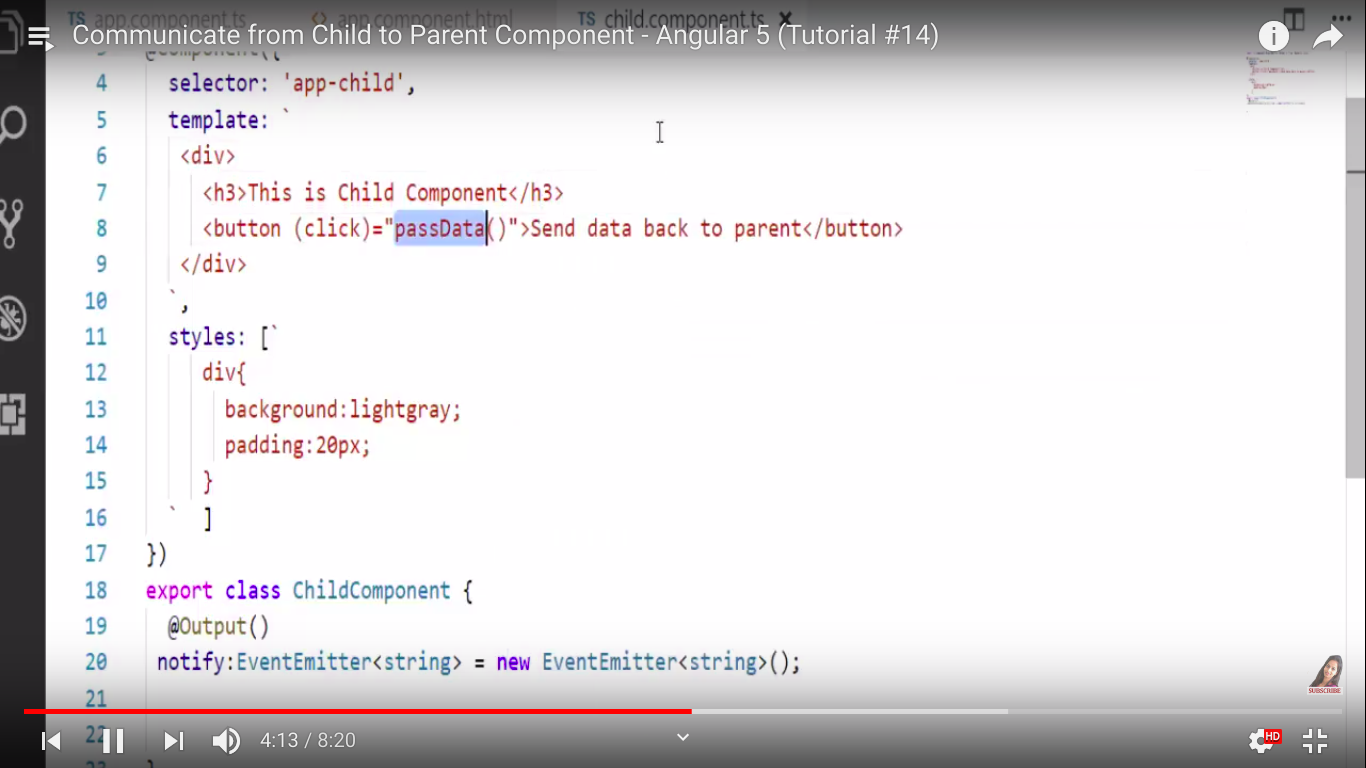 TS app.component.ts <> app.component.html TS child.component.ts ×
Communicate from Child to Parent Component - Angular 5 (Tutorial #14)
3 @Component({
4 selector: 'app-child',
5 template: `
6 <div>
7 <h3>This is Child Component</h3>
8 <button (click)="passData()">Send data back to parent</button>
9 </div>
10 `,
11 styles: [`
12 div{
13 background:lightgray;
14 padding:20px;
15 }
16 ` ]
17 })
18 export class ChildComponent {
19 @Output()
20 notify:EventEmitter<string> = new EventEmitter<string>();
21
SUBSCRIBE
22
4:13 / 8:20
HD
23 }